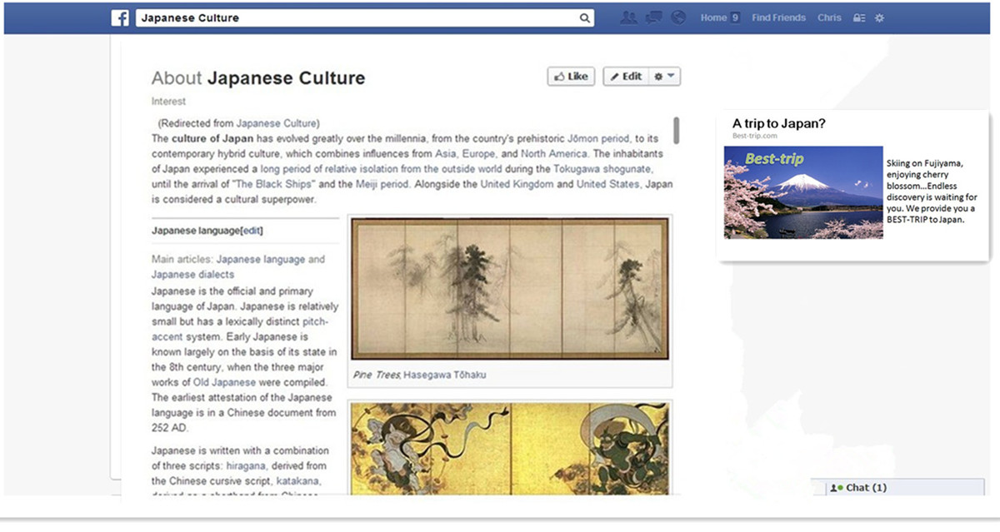 f
Japanese Culture
Home 9 Find Friends Chris
About Japanese Culture
Like Edit
Interest
(Redirected from Japanese Culture)
The culture of Japan has evolved greatly over the millennia, from the country's prehistoric Jōmon period, to its
contemporary hybrid culture, which combines influences from Asia, Europe, and North America. The inhabitants
of Japan experienced a long period of relative isolation from the outside world during the Tokugawa shogunate,
until the arrival of "The Black Ships" and the Meiji period. Alongside the United Kingdom and United States, Japan
is considered a cultural superpower.
Japanese language[edit]
Main articles: Japanese language and
Japanese dialects
Japanese is the official and primary
language of Japan. Japanese is relatively
small but has a lexically distinct pitch-
accent system. Early Japanese is
known largely on the basis of its state in
the 8th century, when the three major
works of Old Japanese were compiled.
The earliest attestation of the Japanese
language is in a Chinese document from
252 AD.
Japanese is written with a combination
of three scripts: hiragana, derived from
the Chinese cursive script, katakana,
Pine Trees, Hasegawa Tōhaku
A trip to Japan?
Best-trip.com
Best-trip
Skiing on Fujiyama,
enjoying cherry
blossom...Endless
discovery is waiting for
you. We provide you a
BEST-TRIP to Japan.
Chat (1)